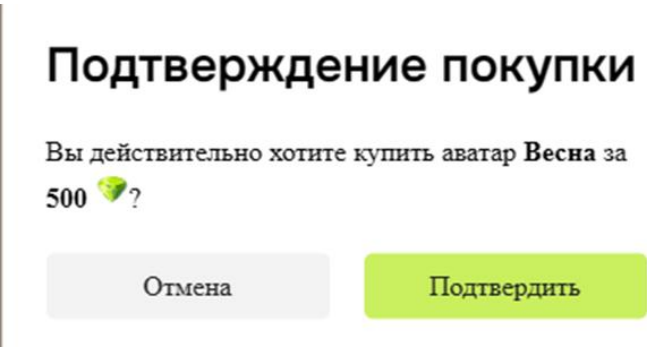 Подтверждение покупки
Вы действительно хотите купить аватар Весна за
500 ?
Отмена
Подтвердить